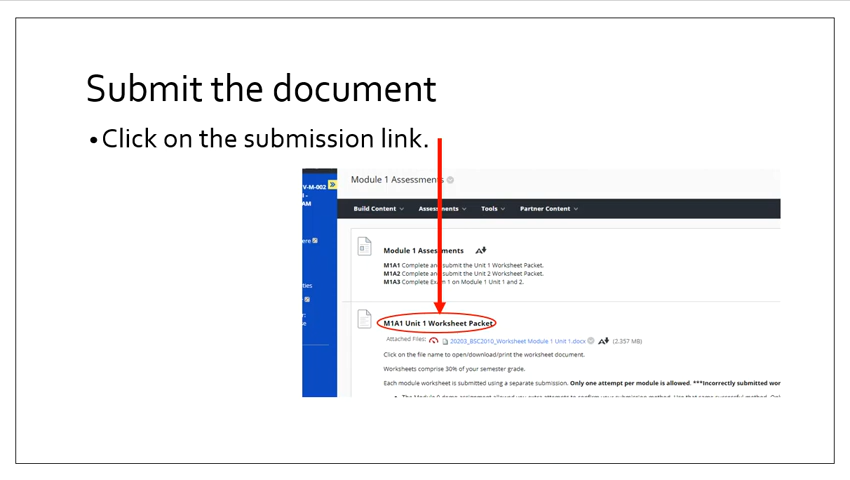 Submit the document
• Click on the submission link.
V-M-002
AM
Module 1 Assessments
Build Content
Assessments
Tools
Partner Content
ere
Module 1 Assessments
M1A1 Complete and submit the Unit 1 Worksheet Packet.
M1A2 Complete and submit the Unit 2 Worksheet Packet.
M1A3 Complete Exam 1 on Module 1 Unit 1 and 2.
ties
M1A1 Unit 1 Worksheet Packet
Attached Files: 20203_BSC2010_Worksheet Module 1 Unit 1.docx (2.357 MB)
Click on the file name to open/download/print the worksheet document.
Worksheets comprise 30% of your semester grade.
Each module worksheet is submitted using a separate submission. Only one attempt per module is allowed. ***Incorrectly submitted wor